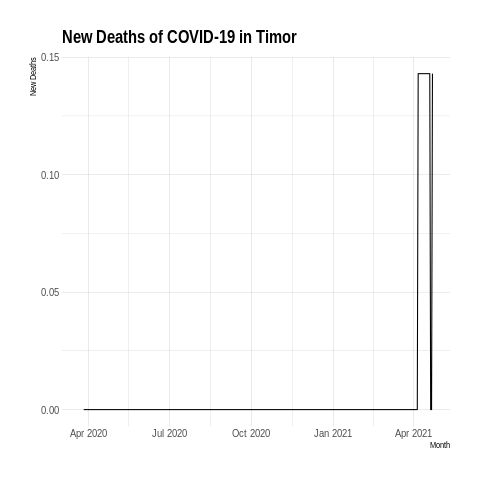 New Deaths of COVID-19 in Timor
New Deaths
0.15
0.10
0.05
0.00
Apr 2020 Jul 2020 Oct 2020 Jan 2021 Apr 2021
Month